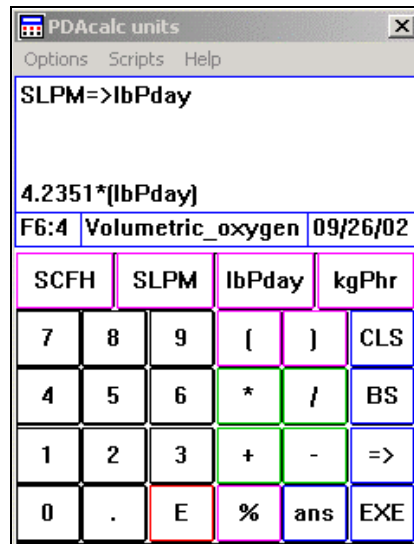 PDAcalc units
Options Scripts Help
SLPM=>lbPday
4.2351*(lbPday)
F6:4 Volumetric_oxygen 09/26/02
SCFH SLPM lbPday kgPhr
7 8 9 ( ) CLS
4 5 6 * / BS
1 2 3 + - =>
0 . E % ans EXE